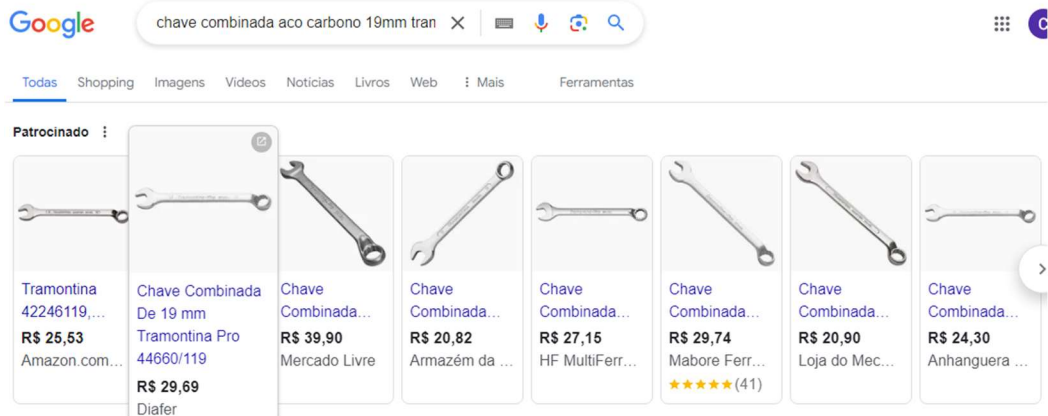 Google
chave combinada aco carbono 19mm tran
C
Todas Shopping Imagens Vídeos Notícias Livros Web Mais Ferramentas
Patrocinado
Tramontina
42246119,...
R$ 25,53
Amazon.com...
Chave Combinada
De 19 mm
Tramontina Pro
44660/119
R$ 29,69
Diafer
Chave
Combinada...
R$ 39,90
Mercado Livre
Chave
Combinada...
R$ 20,82
Armazém da ...
Chave
Combinada...
R$ 27,15
HF MultiFerr...
Chave
Combinada...
R$ 29,74
Mabore Ferr...
(41)
Chave
Combinada...
R$ 20,90
Loja do Mec...
Chave
Combinada...
R$ 24,30
Anhanguera ...